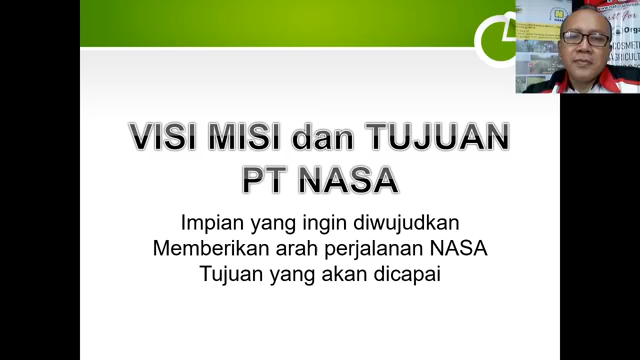 VISI MISI dan TUJUAN
PT NASA
Impian yang ingin diwujudkan
Memberikan arah perjalanan NASA
Tujuan yang akan dicapai